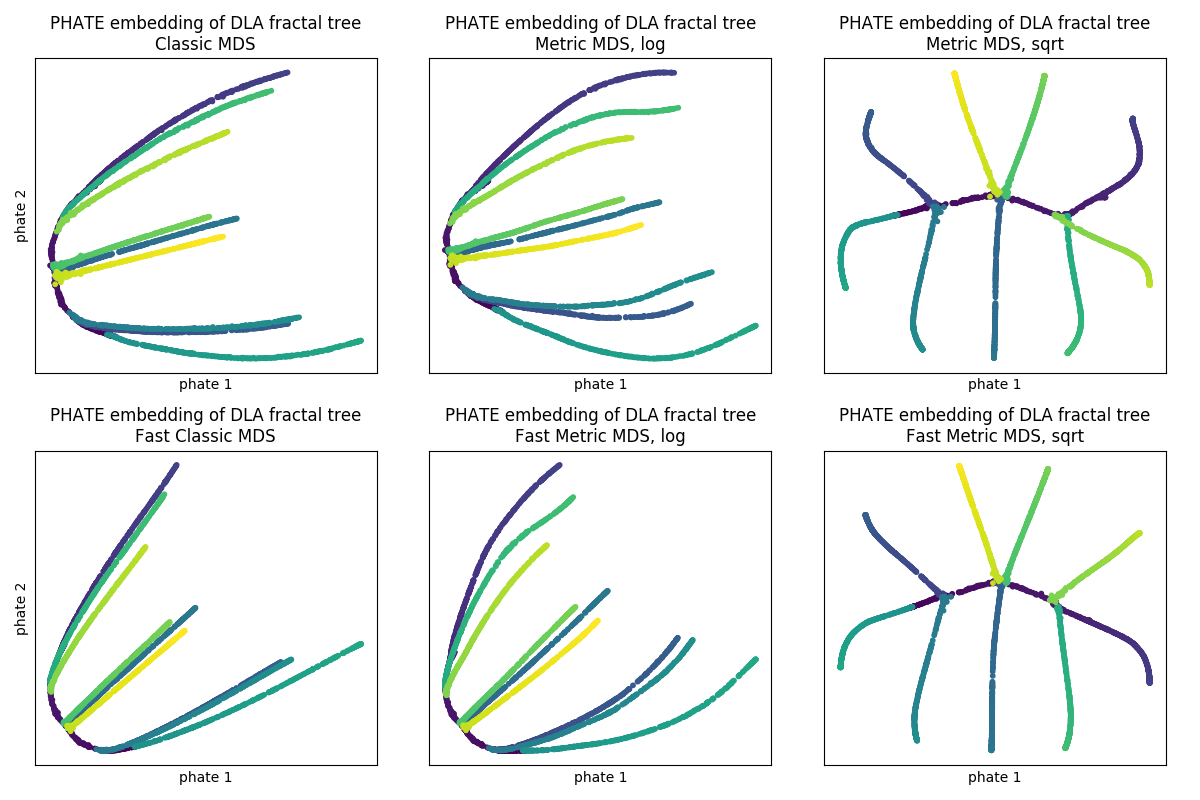 PHATE embedding of DLA fractal tree
Classic MDS
PHATE embedding of DLA fractal tree
Metric MDS, log
PHATE embedding of DLA fractal tree
Metric MDS, sqrt
phate 2
phate 1
phate 1
phate 1
PHATE embedding of DLA fractal tree
Fast Classic MDS
PHATE embedding of DLA fractal tree
Fast Metric MDS, log
PHATE embedding of DLA fractal tree
Fast Metric MDS, sqrt
phate 2
phate 1
phate 1
phate 1